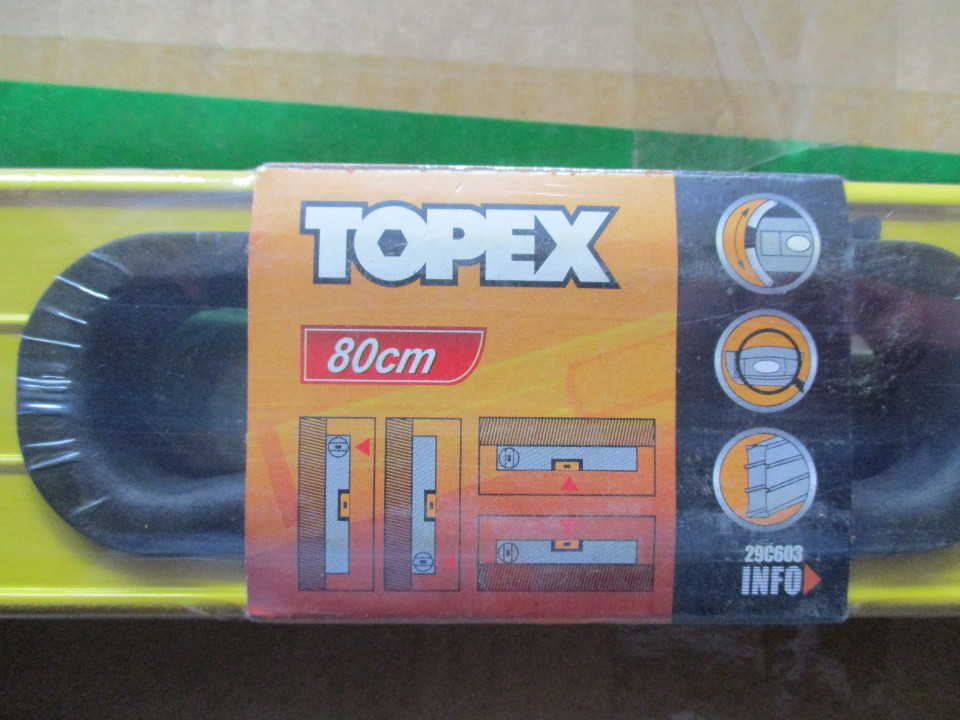 TOPEX
80cm
29C603
INFO